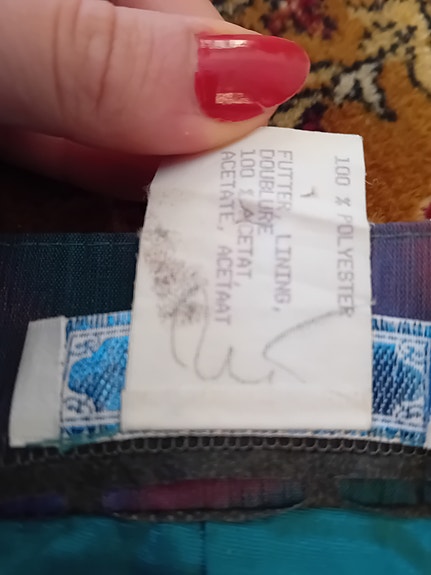 100 % POLYESTER
FUTTER, LINING,
DOUBLURE
100 % ACETAT,
ACETATE, ACETAAT